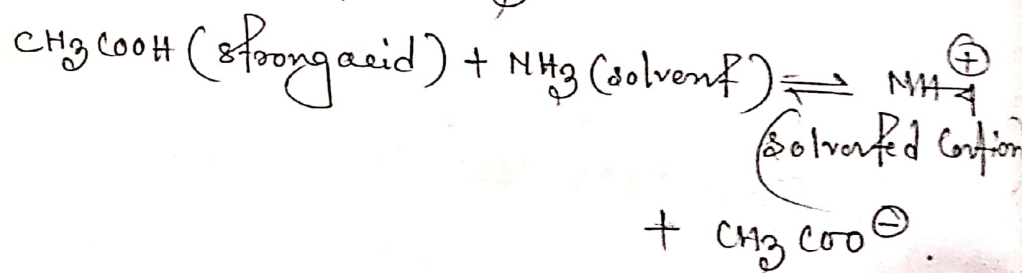 CH3COOH (strong acid) + NH3 (solvent) ⇌ NH4⊕
(Solvated Cation)
+ CH3COO⊖.